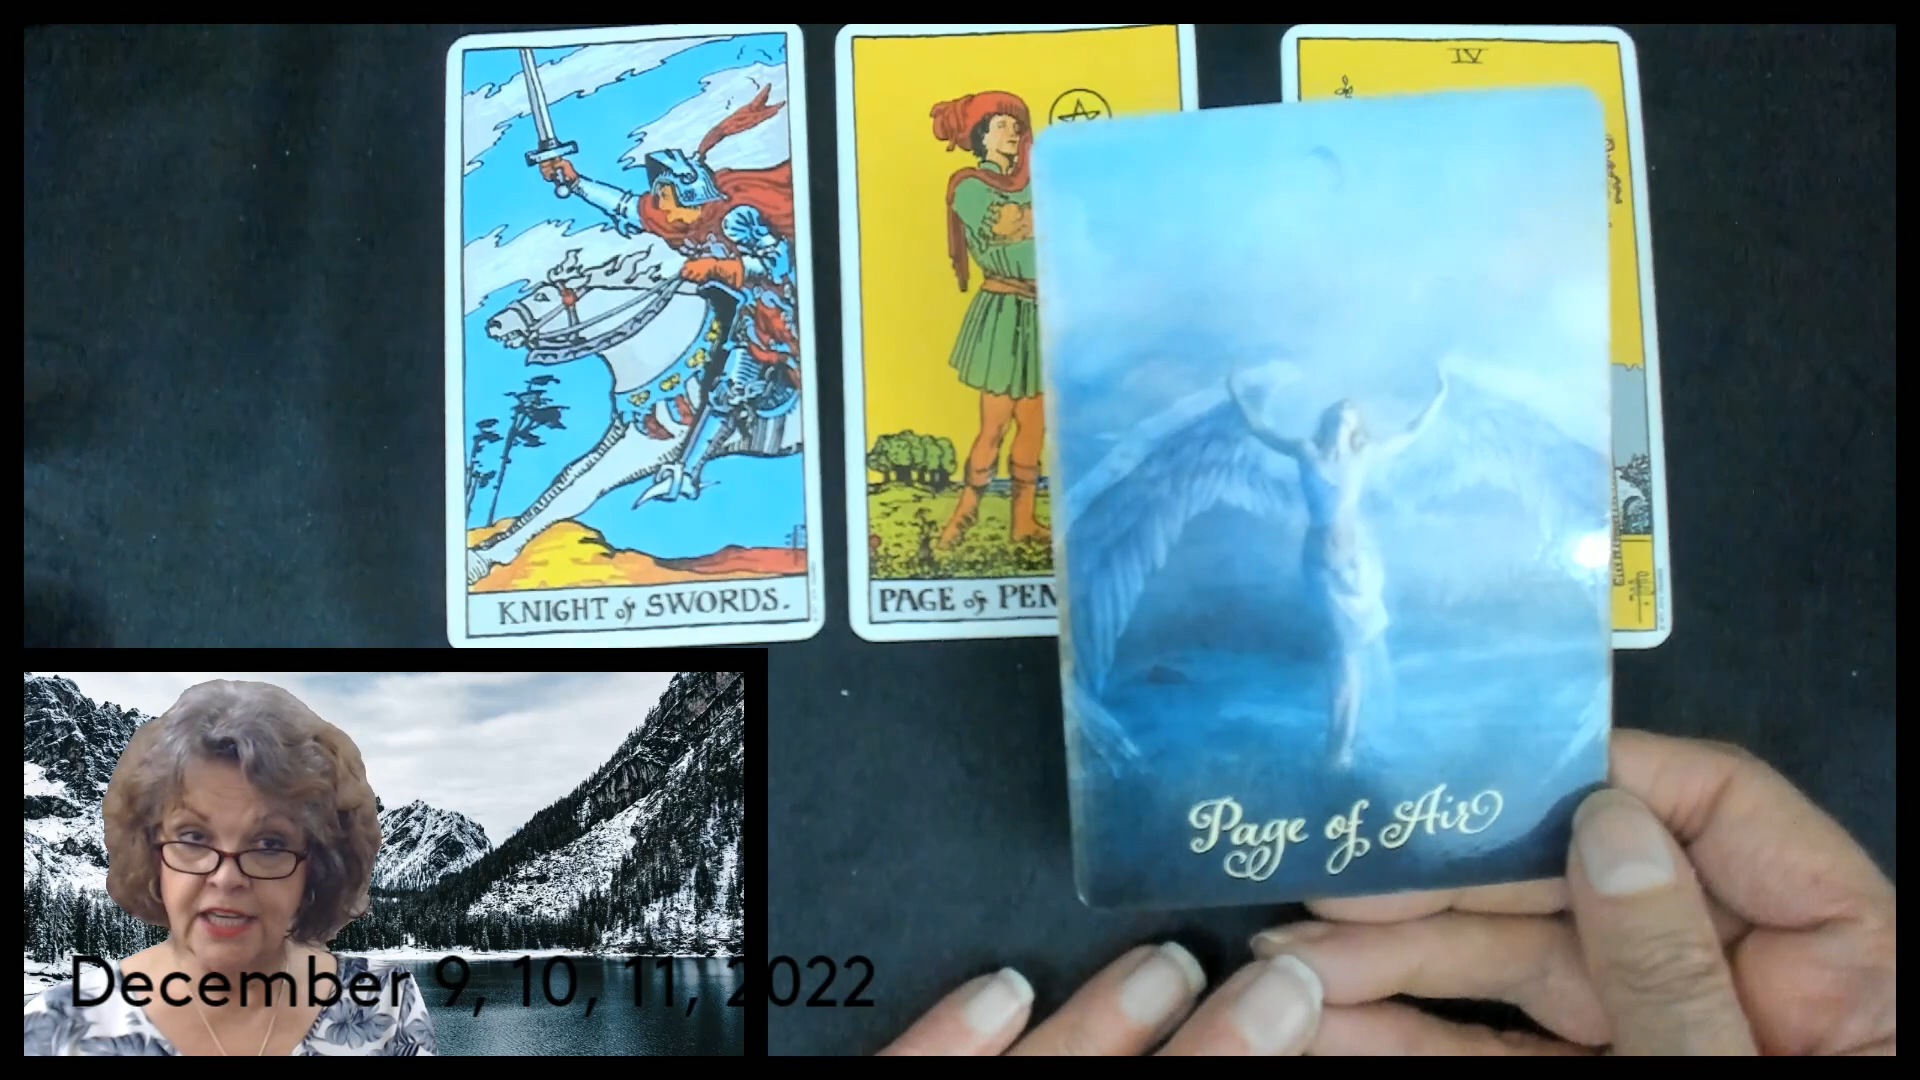 IV
KNIGHT of SWORDS.
PAGE of PEN
Page of Air
December 9, 10, 11, 2022